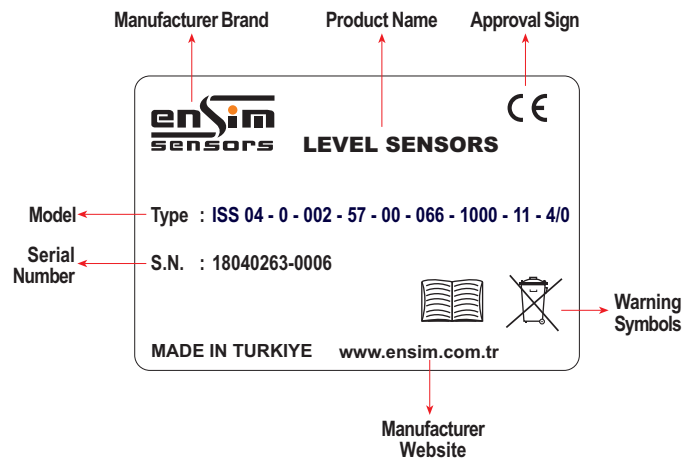 Manufacturer Brand
Product Name
Approval Sign
enSim
sensors
CE
LEVEL SENSORS
Model
Type : ISS 04 - 0 - 002 - 57 - 00 - 066 - 1000 - 11 - 4/0
Serial
Number
S.N. : 18040263-0006
Warning
Symbols
MADE IN TURKIYE www.ensim.com.tr
Manufacturer
Website